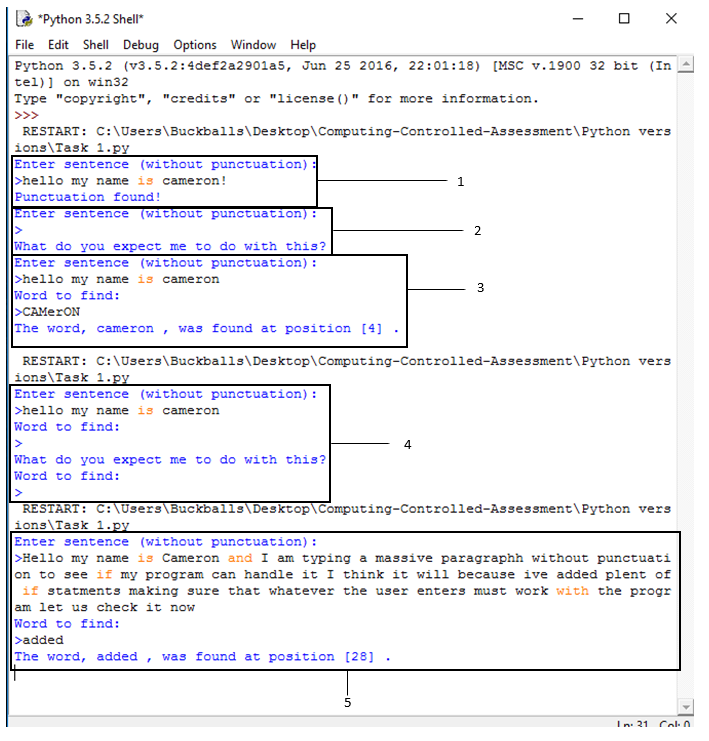 *Python 3.5.2 Shell*
File Edit Shell Debug Options Window Help
Python 3.5.2 (v3.5.2:4def2a2901a5, Jun 25 2016, 22:01:18) [MSC v.1900 32 bit (In
tel)] on win32
Type "copyright", "credits" or "license()" for more information.
>>>
RESTART: C:\Users\Buckballs\Desktop\Computing-Controlled-Assessment\Python vers
ions\Task 1.py
Enter sentence (without punctuation):
>hello my name is cameron!
1
Punctuation found!
Enter sentence (without punctuation):
>
2
What do you expect me to do with this?
Enter sentence (without punctuation):
>hello my name is cameron
3
Word to find:
>CAMerON
The word, cameron , was found at position [4] .
RESTART: C:\Users\Buckballs\Desktop\Computing-Controlled-Assessment\Python vers
ions\Task 1.py
Enter sentence (without punctuation):
>hello my name is cameron
Word to find:
>
4
What do you expect me to do with this?
Word to find:
>
RESTART: C:\Users\Buckballs\Desktop\Computing-Controlled-Assessment\Python vers
ions\Task 1.py
Enter sentence (without punctuation):
>Hello my name is Cameron and I am typing a massive paragraphh without punctuati
on to see if my program can handle it I think it will because ive added plent of
if statments making sure that whatever the user enters must work with the progr
am let us check it now
Word to find:
>added
The word, added , was found at position [28] .
5
Ln: 31 Col: 0